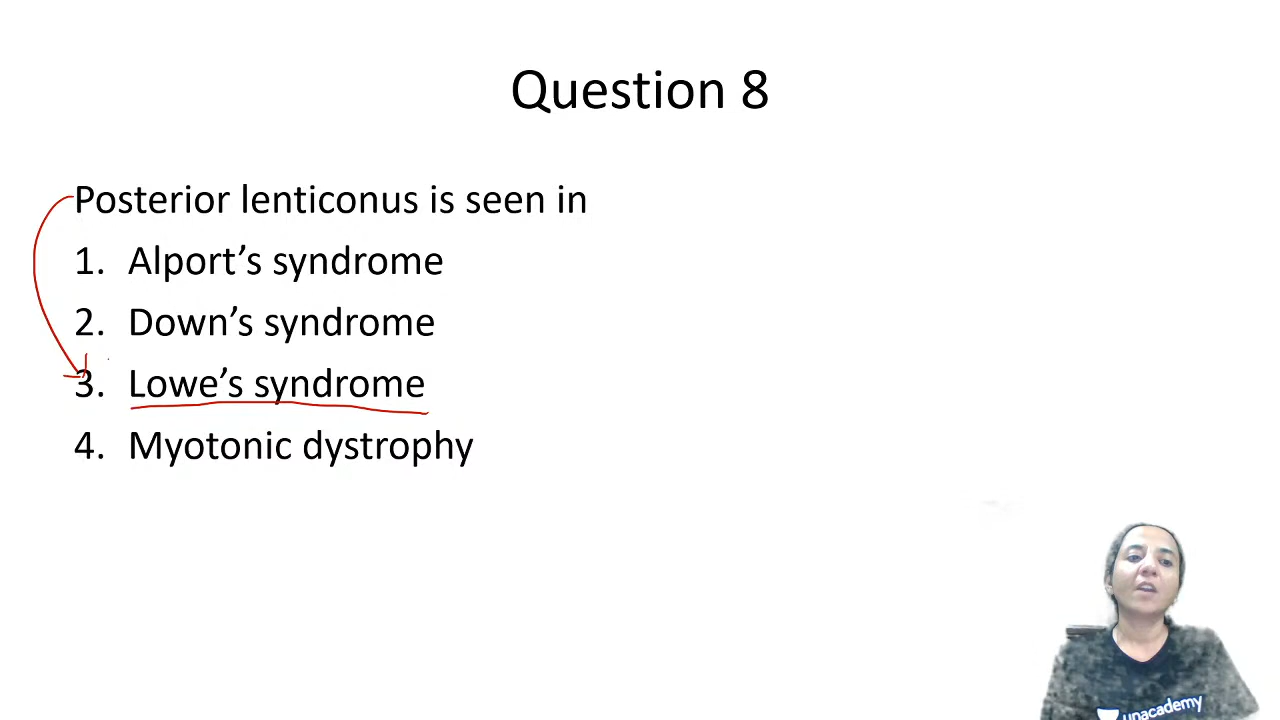 Question 8
Posterior lenticonus is seen in
1. Alport’s syndrome
2. Down’s syndrome
3. Lowe’s syndrome
4. Myotonic dystrophy
unacademy